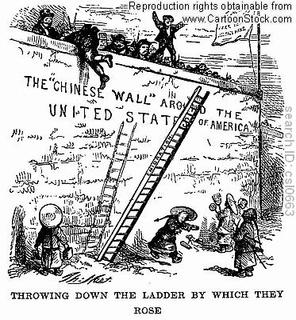 Reproduction rights obtainable from
www.CartoonStock.com
THE "CHINESE WALL" AROUND THE
UNITED STATES OF AMERICA
search ID: csl0663
THROWING DOWN THE LADDER BY WHICH THEY
ROSE